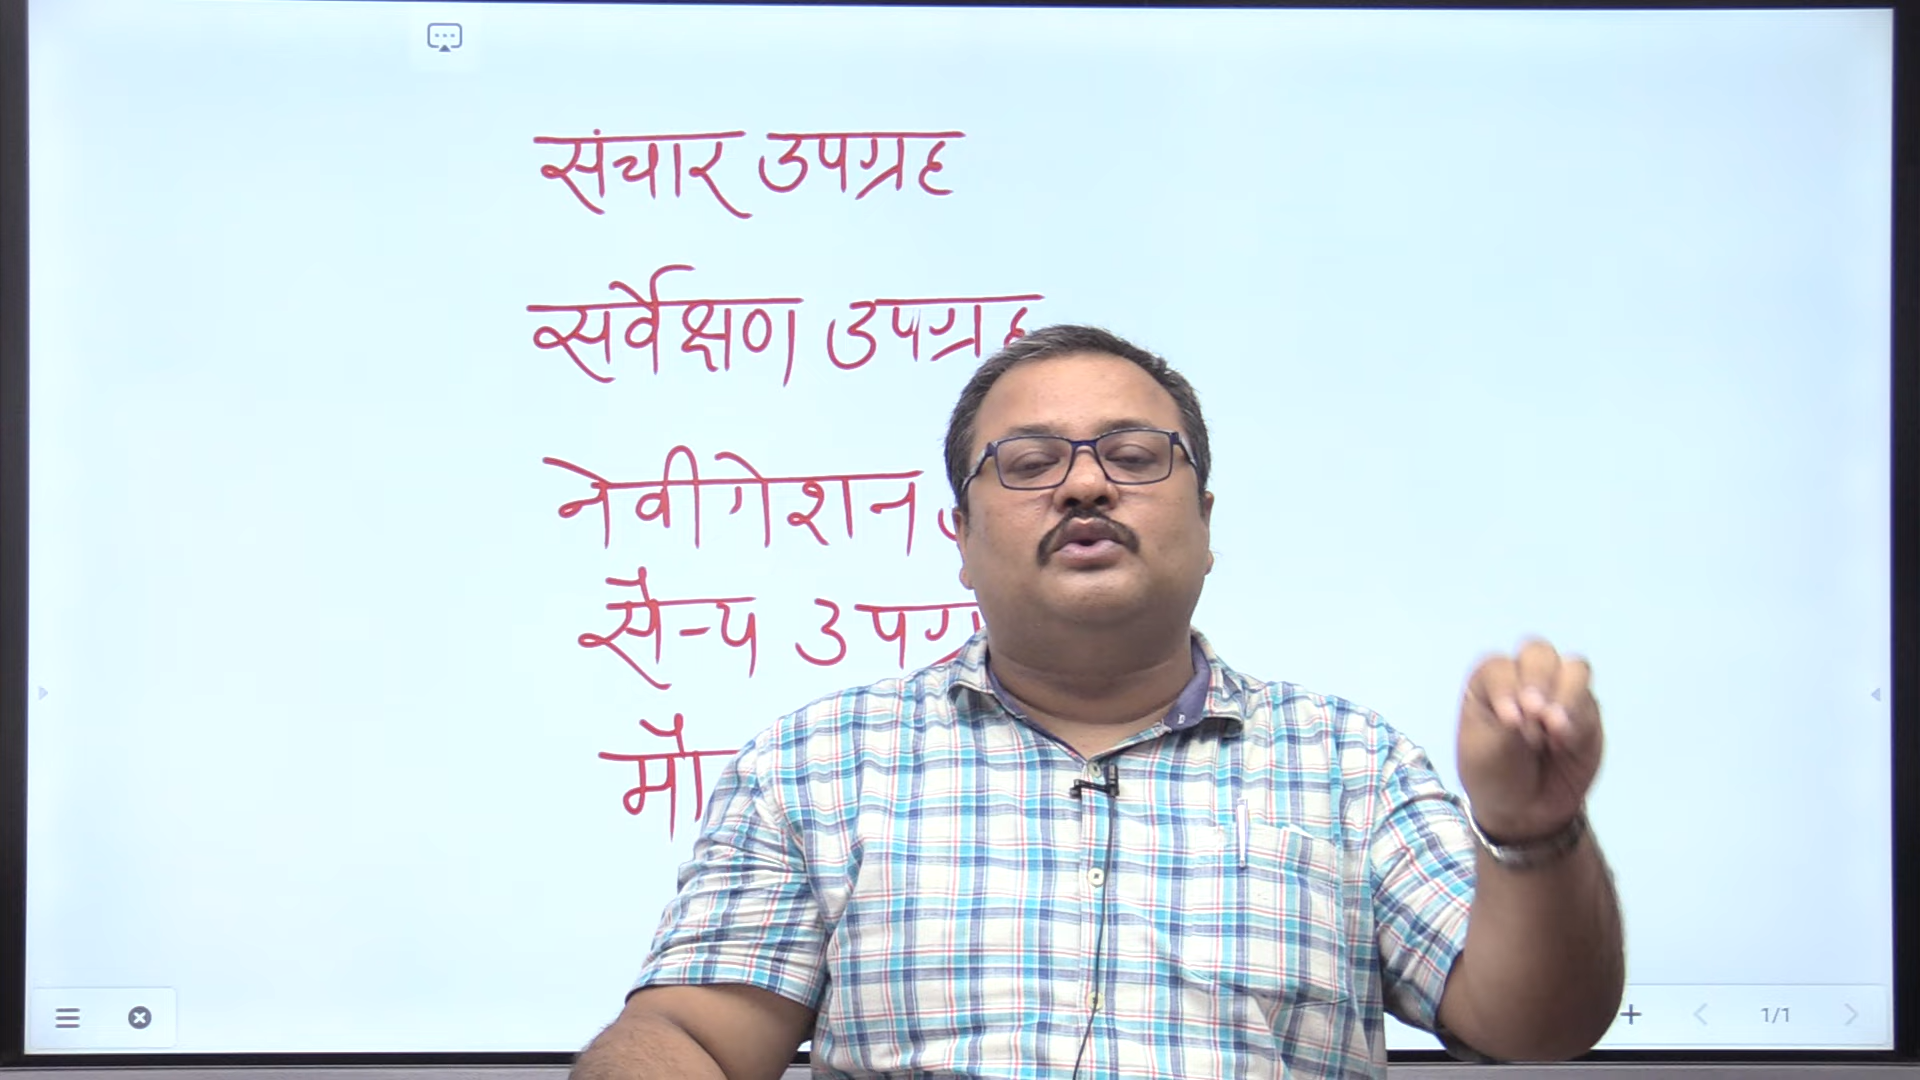 संचार उपग्रह
सर्वेक्षण उपग्रह
नेवीगेशन
सैन्य उपग्र
मौ
1/1